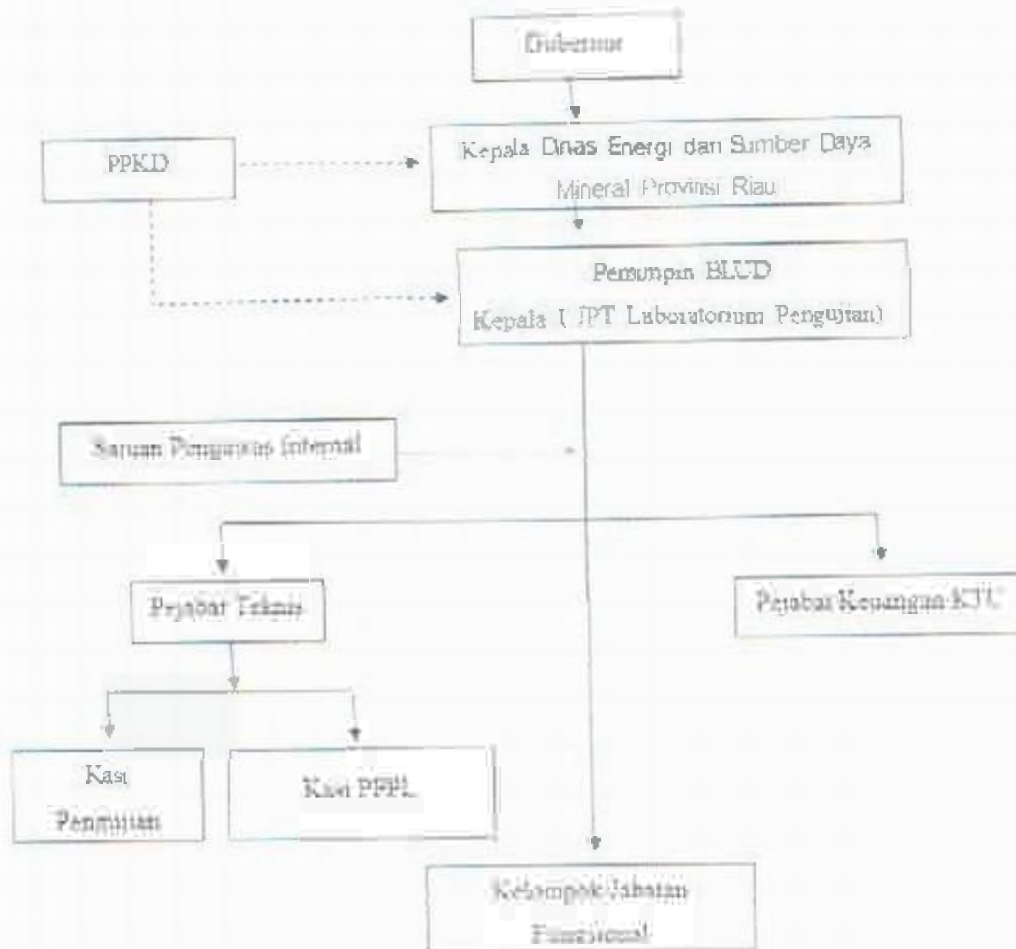 Gubernur
PPKD
Kepala Dinas Energi dan Sumber Daya
Mineral Provinsi Riau
Pemimpin BLUD
Kepala ( UPT Laboratorium Pengujian)
Satuan Pengawas Internal
Pejabat Teknis
Pejabat Keuangan KTU
Kasi
Pengujian
Kasi PFPL
Kelompok Jabatan
Fungsional